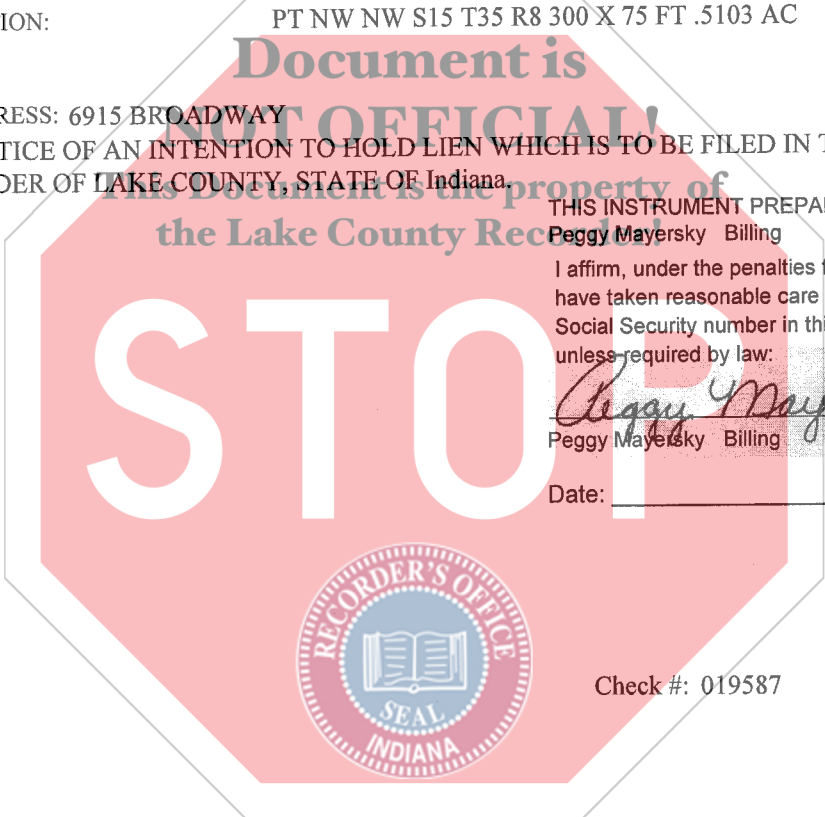 ION: PT NW NW S15 T35 R8 300 X 75 FT .5103 AC
Document is
RESS: 6915 BROADWAY
NOT OFFICIAL!
TICE OF AN INTENTION TO HOLD LIEN WHICH IS TO BE FILED IN T
DER OF LAKE COUNTY, STATE OF Indiana.
This Document is the property of
THIS INSTRUMENT PREPA
the Lake County Recorder!
Peggy Mayersky Billing
I affirm, under the penalties f
have taken reasonable care
Social Security number in thi
unless required by law:
STOP
Peggy May
Peggy Mayersky Billing
Date:
RECORDER'S OFFICE
SEAL
INDIANA
Check #: 019587